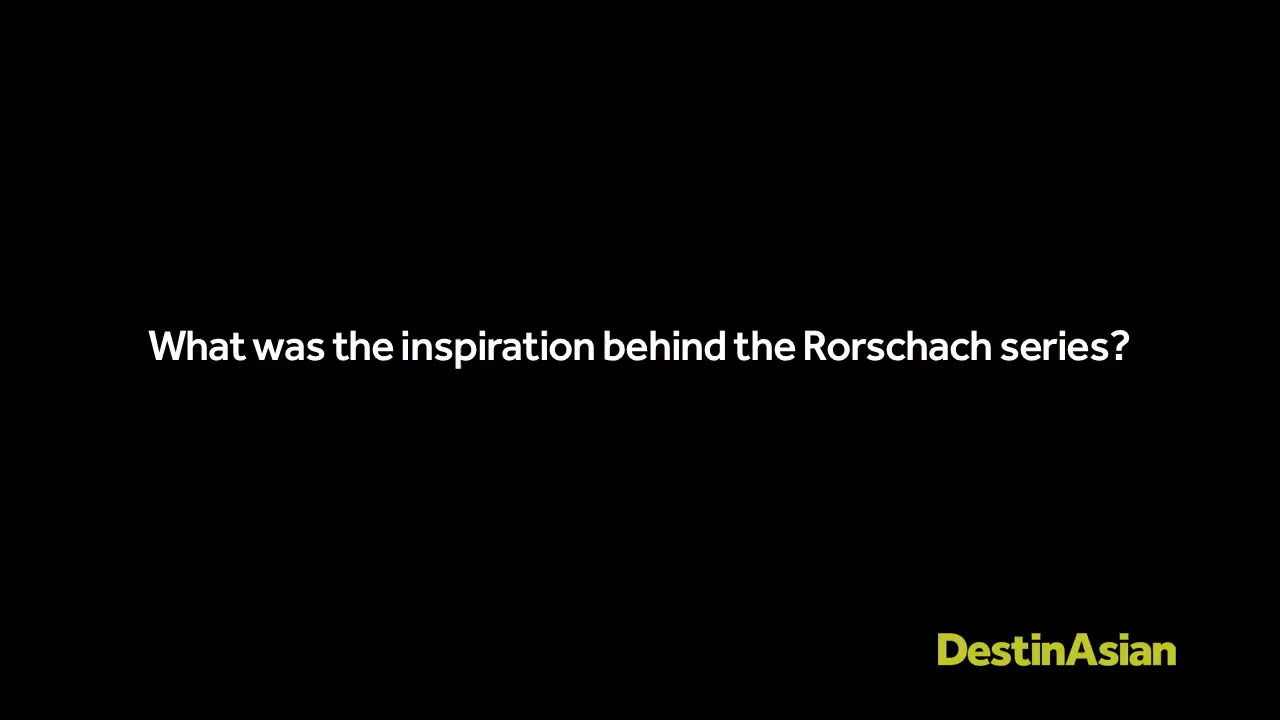 What was the inspiration behind the Rorschach series?
DestinAsian